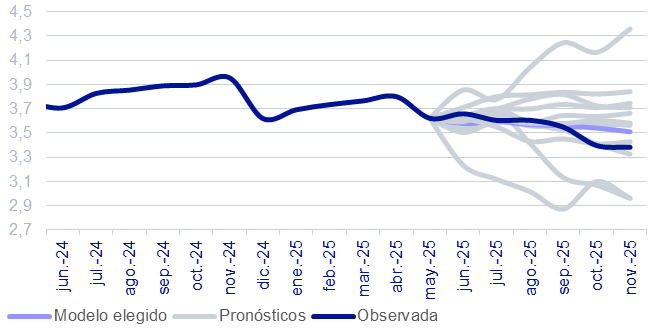 4,5
4,3
4,1
3,9
3,7
3,5
3,3
3,1
2,9
2,7
jun.-24
jul.-24
ago.-24
sep.-24
oct.-24
nov.-24
dic.-24
ene.-25
feb.-25
mar.-25
abr.-25
may.-25
jun.-25
jul.-25
ago.-25
sep.-25
oct.-25
nov.-25
Modelo elegido Pronósticos Observada